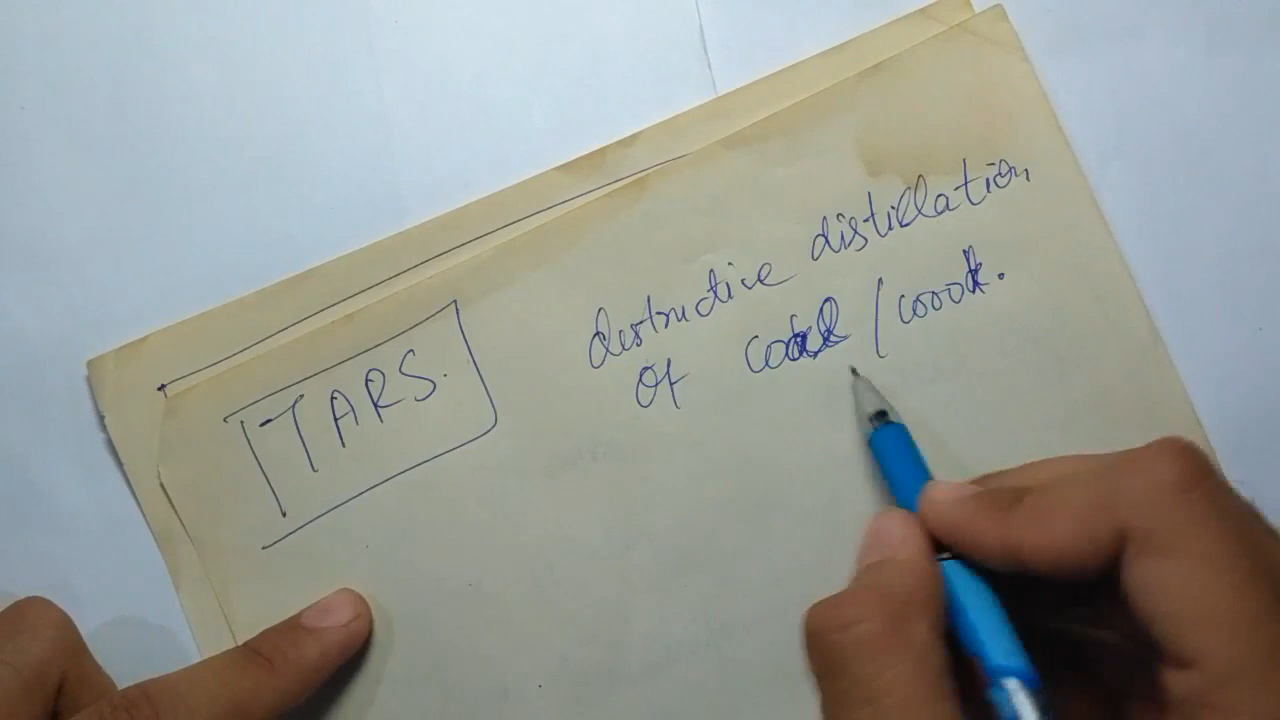 TARS.
destructive distillation
of coal / wood.